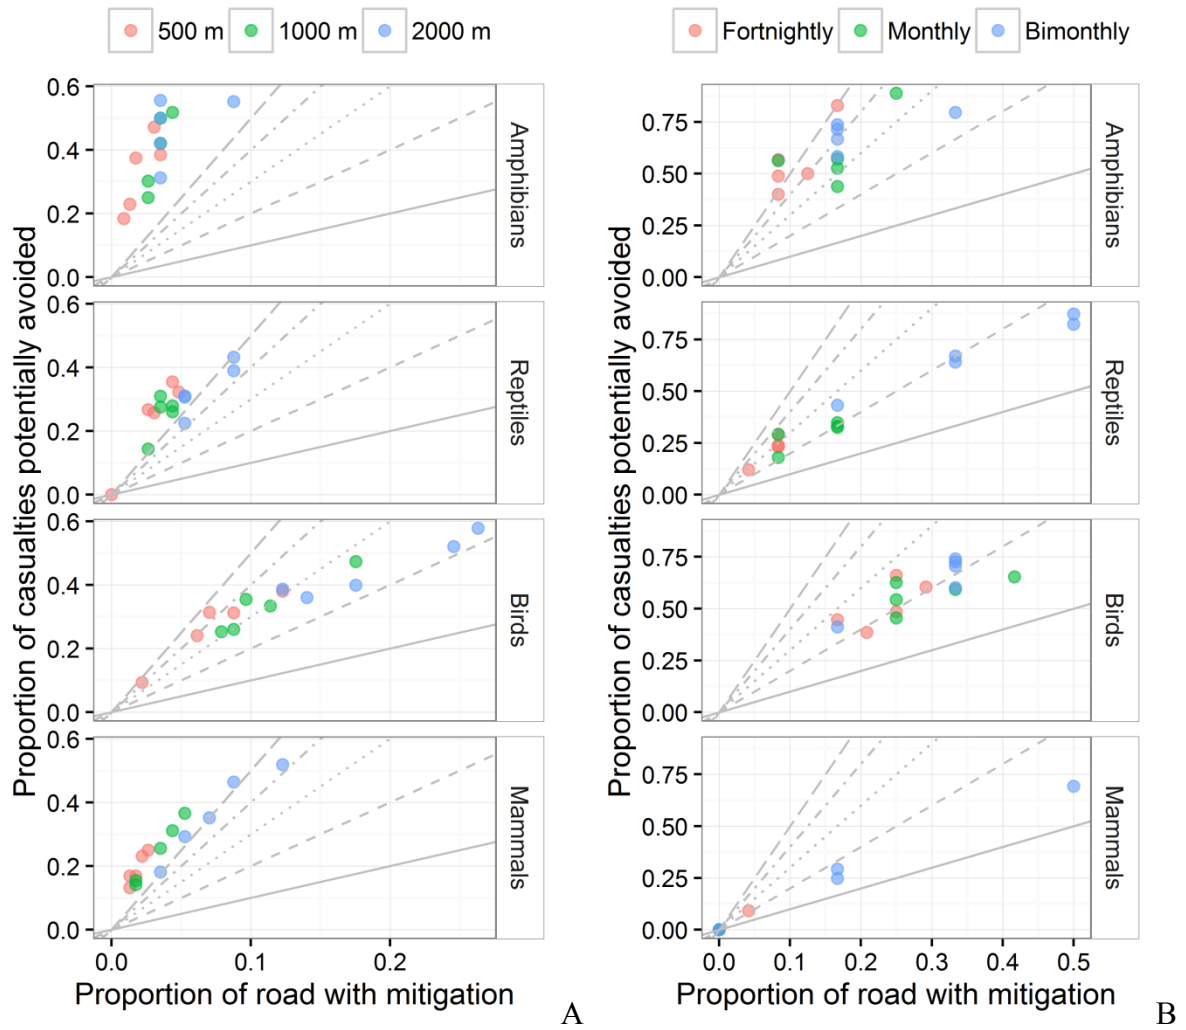 500 m 1000 m 2000 m
Proportion of casualties potentially avoided
0.6
0.4
0.2
0.0
Amphibians
0.6
0.4
0.2
0.0
Reptiles
0.6
0.4
0.2
0.0
Birds
0.6
0.4
0.2
0.0
Mammals
0.0 0.1 0.2
Proportion of road with mitigation
A
Fortnightly Monthly Bimonthly
Proportion of casualties potentially avoided
0.75
0.50
0.25
0.00
Amphibians
0.75
0.50
0.25
0.00
Reptiles
0.75
0.50
0.25
0.00
Birds
0.75
0.50
0.25
0.00
Mammals
0.0 0.1 0.2 0.3 0.4 0.5
Proportion of road with mitigation
B